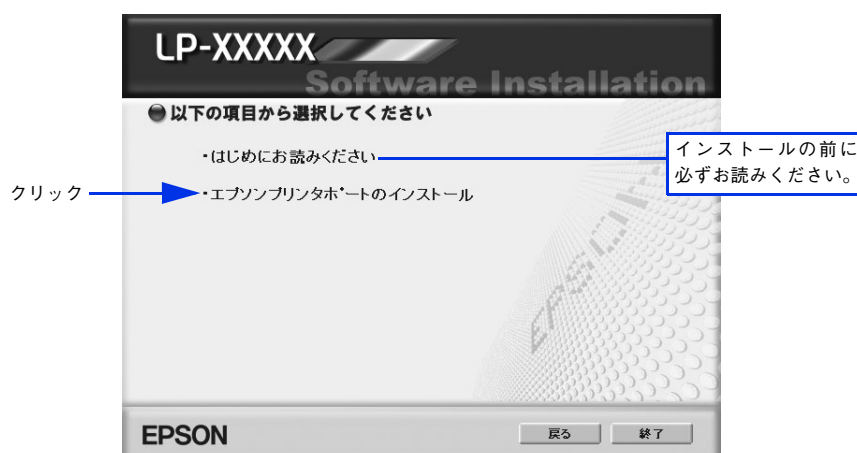 LP-XXXXX
Software Installation
以下の項目から選択してください
・はじめにお読みください
インストールの前に
必ずお読みください。
クリック
・エプソンプリンタポートのインストール
EPSON
EPSON
戻る
終了